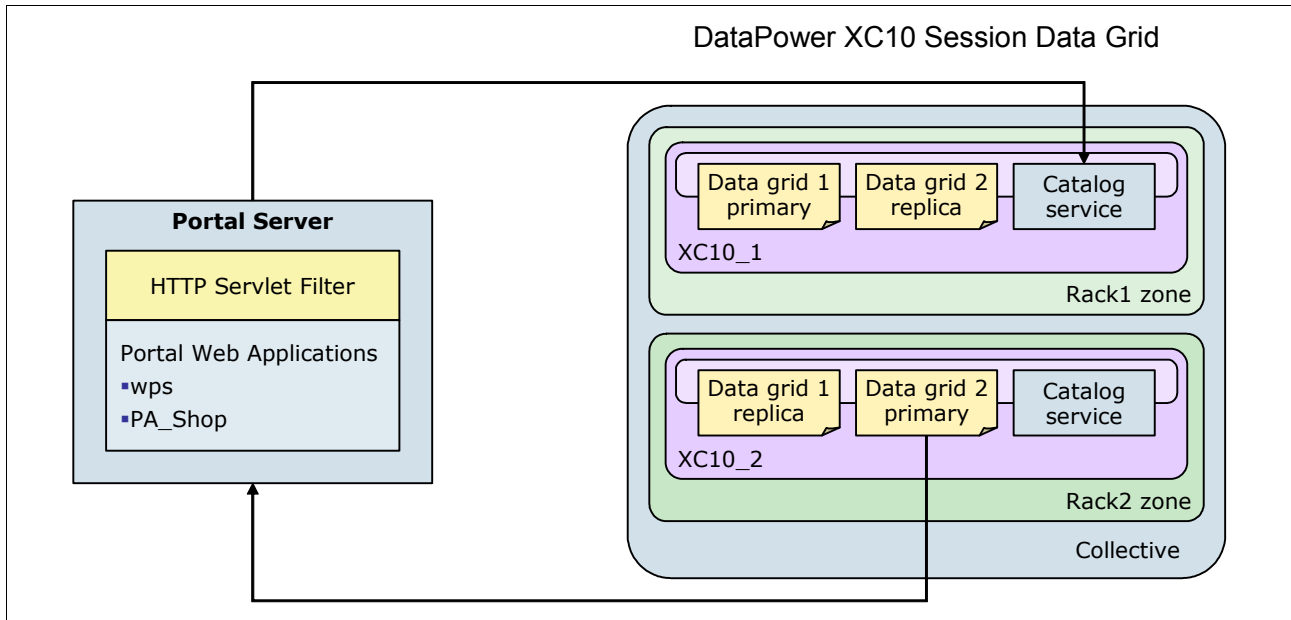 DataPower XC10 Session Data Grid
Portal Server
HTTP Servlet Filter
Portal Web Applications
▪wps
▪PA_Shop
Data grid 1
primary
Data grid 2
replica
Catalog
service
XC10_1
Rack1 zone
Data grid 1
replica
Data grid 2
primary
Catalog
service
XC10_2
Rack2 zone
Collective